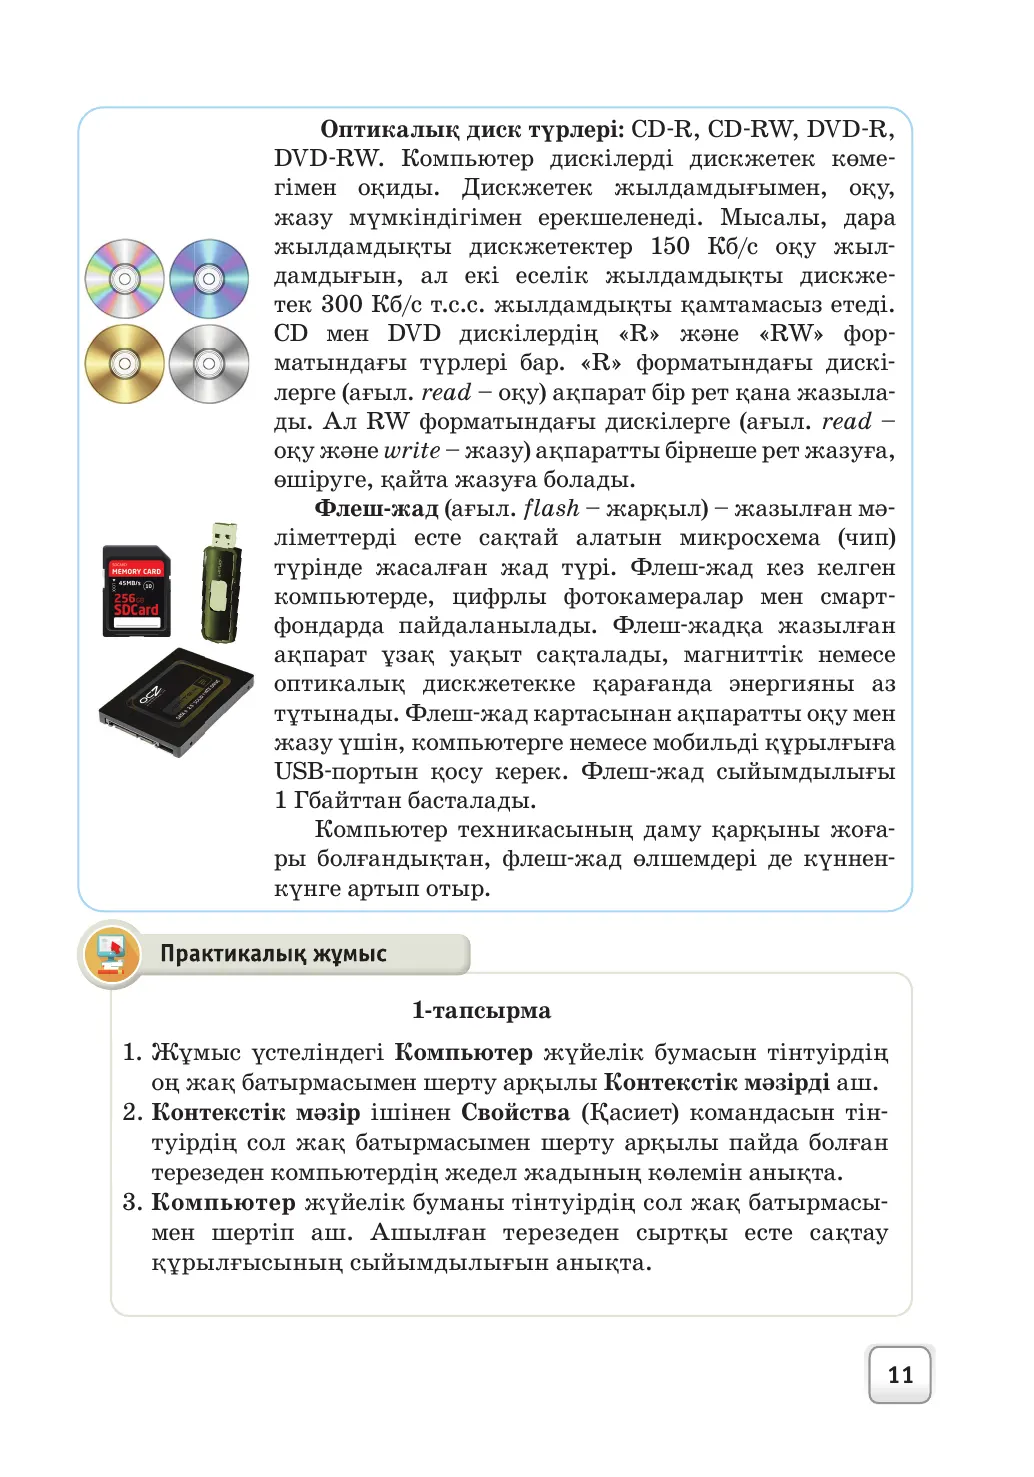 Оптикалық диск түрлері: CD-R, CD-RW, DVD-R,
DVD-RW. Компьютер дискілерді дискжетек көме-
гімен оқиды. Дискжетек жылдамдығымен, оқу,
жазу мүмкіндігімен ерекшеленеді. Мысалы, дара
жылдамдықты дискжетектер 150 Кб/с оқу жыл-
дамдығын, ал екі еселік жылдамдықты дискже-
тек 300 Кб/с т.с.с. жылдамдықты қамтамасыз етеді.
CD мен DVD дискілердің «R» және «RW» фор-
матындағы түрлері бар. «R» форматындағы дискі-
лерге (ағыл. read – оқу) ақпарат бір рет қана жазыла-
ды. Ал RW форматындағы дискілерге (ағыл. read –
оқу және write – жазу) ақпаратты бірнеше рет жазуға,
өшіруге, қайта жазуға болады.
MEMORY CARD
45MB/s 10
256GB
SDCard
OCZ
Флеш-жад (ағыл. flash – жарқыл) – жазылған мә-
ліметтерді есте сақтай алатын микросхема (чип)
түрінде жасалған жад түрі. Флеш-жад кез келген
компьютерде, цифрлы фотокамералар мен смарт-
фондарда пайдаланылады. Флеш-жадқа жазылған
ақпарат ұзақ уақыт сақталады, магниттік немесе
оптикалық дискжетекке қарағанда энергияны аз
тұтынады. Флеш-жад картасынан ақпаратты оқу мен
жазу үшін, компьютерге немесе мобильді құрылғыға
USB-портын қосу керек. Флеш-жад сыйымдылығы
1 Гбайттан басталады.
Компьютер техникасының даму қарқыны жоға-
ры болғандықтан, флеш-жад өлшемдері де күннен-
күнге артып отыр.
Практикалық жұмыс
1-тапсырма
1. Жұмыс үстеліндегі Компьютер жүйелік бумасын тінтуірдің
оң жақ батырмасымен шерту арқылы Контекстік мәзірді аш.
2. Контекстік мәзір ішінен Свойства (Қасиет) командасын тін-
туірдің сол жақ батырмасымен шерту арқылы пайда болған
терезеден компьютердің жедел жадының көлемін анықта.
3. Компьютер жүйелік буманы тінтуірдің сол жақ батырмасы-
мен шертіп аш. Ашылған терезеден сыртқы есте сақтау
құрылғысының сыйымдылығын анықта.
11